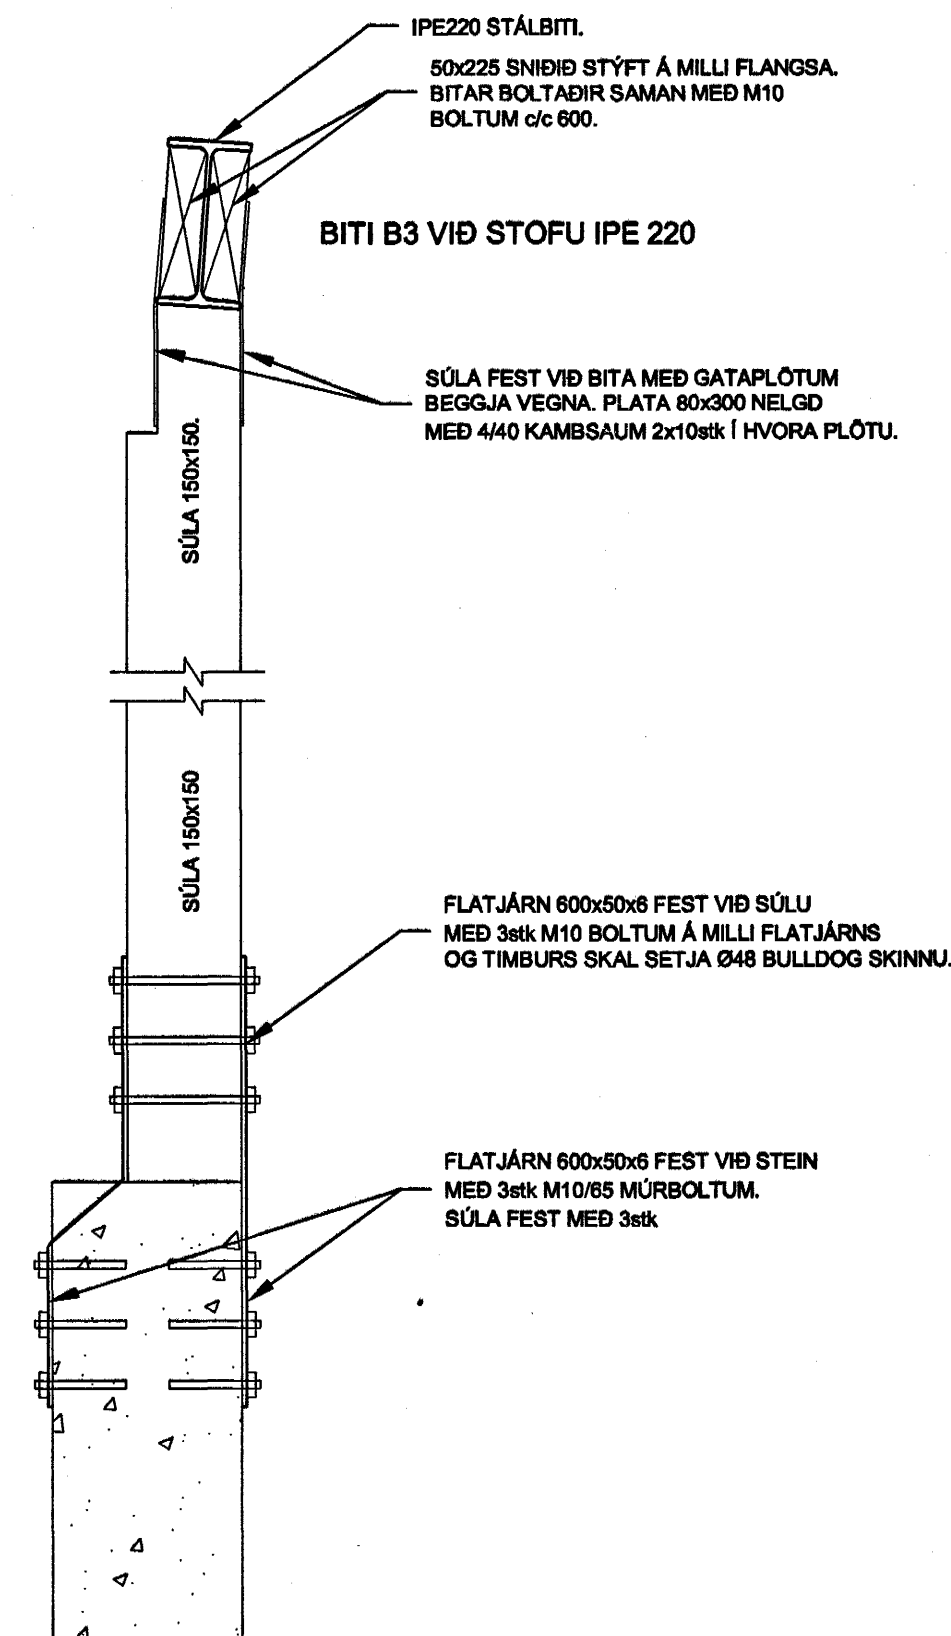 IPE220 STÁLBITI.
50x225 SNIÐIÐ STÝFT Á MILLI FLANGSA.
BITAR BOLTAÐIR SAMAN MEÐ M10
BOLTUM c/c 600.
BITI B3 VIÐ STOFU IPE 220
SÚLA FEST VIÐ BITA MEÐ GATAPLÖTUM
BEGGJA VEGNA. PLATA 80x300 NELGD
MEÐ 4/40 KAMBSAUM 2x10stk Í HVORA PLÖTU.
SÚLA 150x150.
SÚLA 150x150
FLATJÁRN 600x50x6 FEST VIÐ SÚLU
MEÐ 3stk M10 BOLTUM Á MILLI FLATJÁRNS
OG TIMBURS SKAL SETJA Ø48 BULLDOG SKINNU.
FLATJÁRN 600x50x6 FEST VIÐ STEIN
MEÐ 3stk M10/65 MÚRBOLTUM.
SÚLA FEST MEÐ 3stk